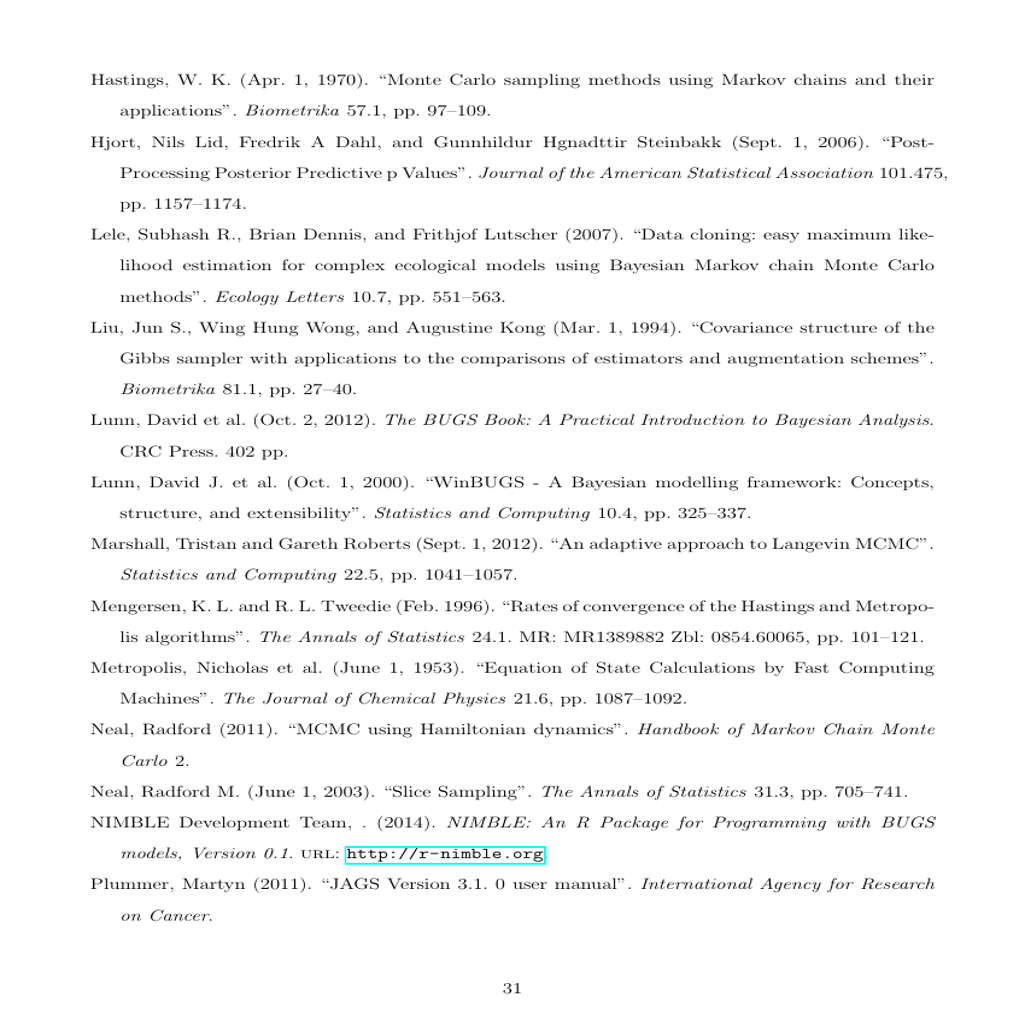 Hastings, W. K. (Apr. 1, 1970). “Monte Carlo sampling methods using Markov chains and their
applications”. Biometrika 57.1, pp. 97–109.
Hjort, Nils Lid, Fredrik A Dahl, and Gunnhildur Hgnadttir Steinbakk (Sept. 1, 2006). “Post-
Processing Posterior Predictive p Values”. Journal of the American Statistical Association 101.475,
pp. 1157–1174.
Lele, Subhash R., Brian Dennis, and Frithjof Lutscher (2007). “Data cloning: easy maximum like-
lihood estimation for complex ecological models using Bayesian Markov chain Monte Carlo
methods”. Ecology Letters 10.7, pp. 551–563.
Liu, Jun S., Wing Hung Wong, and Augustine Kong (Mar. 1, 1994). “Covariance structure of the
Gibbs sampler with applications to the comparisons of estimators and augmentation schemes”.
Biometrika 81.1, pp. 27–40.
Lunn, David et al. (Oct. 2, 2012). The BUGS Book: A Practical Introduction to Bayesian Analysis.
CRC Press. 402 pp.
Lunn, David J. et al. (Oct. 1, 2000). “WinBUGS - A Bayesian modelling framework: Concepts,
structure, and extensibility”. Statistics and Computing 10.4, pp. 325–337.
Marshall, Tristan and Gareth Roberts (Sept. 1, 2012). “An adaptive approach to Langevin MCMC”.
Statistics and Computing 22.5, pp. 1041–1057.
Mengersen, K. L. and R. L. Tweedie (Feb. 1996). “Rates of convergence of the Hastings and Metropo-
lis algorithms”. The Annals of Statistics 24.1. MR: MR1389882 Zbl: 0854.60065, pp. 101–121.
Metropolis, Nicholas et al. (June 1, 1953). “Equation of State Calculations by Fast Computing
Machines”. The Journal of Chemical Physics 21.6, pp. 1087–1092.
Neal, Radford (2011). “MCMC using Hamiltonian dynamics”. Handbook of Markov Chain Monte
Carlo 2.
Neal, Radford M. (June 1, 2003). “Slice Sampling”. The Annals of Statistics 31.3, pp. 705–741.
NIMBLE Development Team, . (2014). NIMBLE: An R Package for Programming with BUGS
models, Version 0.1. URL: http://r-nimble.org.
Plummer, Martyn (2011). “JAGS Version 3.1. 0 user manual”. International Agency for Research
on Cancer.
31